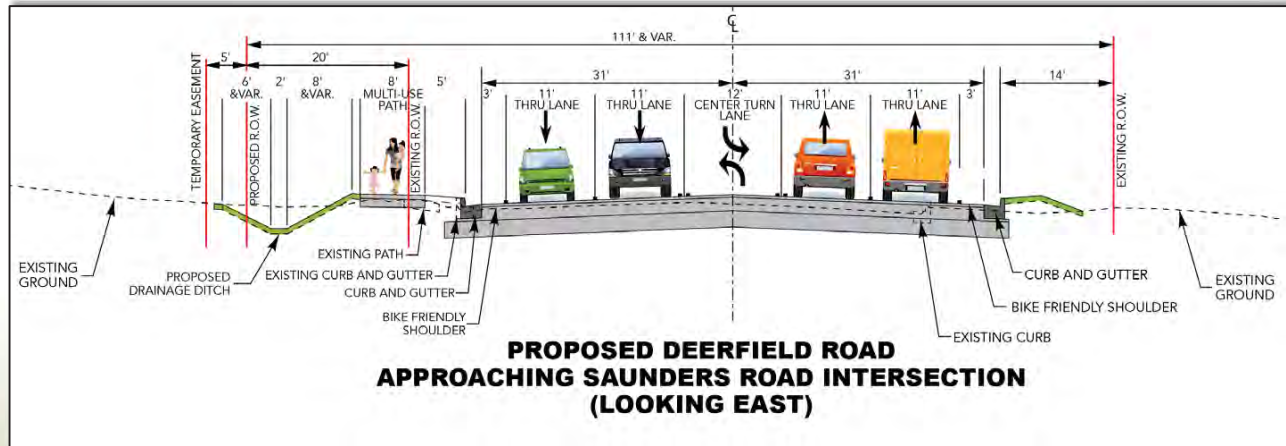 ℄
111' & VAR.
5'
20'
31'
31'
14'
6'
&VAR.
2'
8'
&VAR.
8'
MULTI-USE
PATH
5'
3'
11'
THRU LANE
11'
THRU LANE
12'
CENTER TURN
LANE
11'
THRU LANE
11'
THRU LANE
3'
TEMPORARY EASEMENT
PROPOSED R.O.W.
EXISTING R.O.W.
EXISTING R.O.W.
EXISTING
GROUND
PROPOSED
DRAINAGE DITCH
EXISTING PATH
EXISTING CURB AND GUTTER
CURB AND GUTTER
BIKE FRIENDLY
SHOULDER
CURB AND GUTTER
BIKE FRIENDLY SHOULDER
EXISTING CURB
EXISTING
GROUND
PROPOSED DEERFIELD ROAD
APPROACHING SAUNDERS ROAD INTERSECTION
(LOOKING EAST)